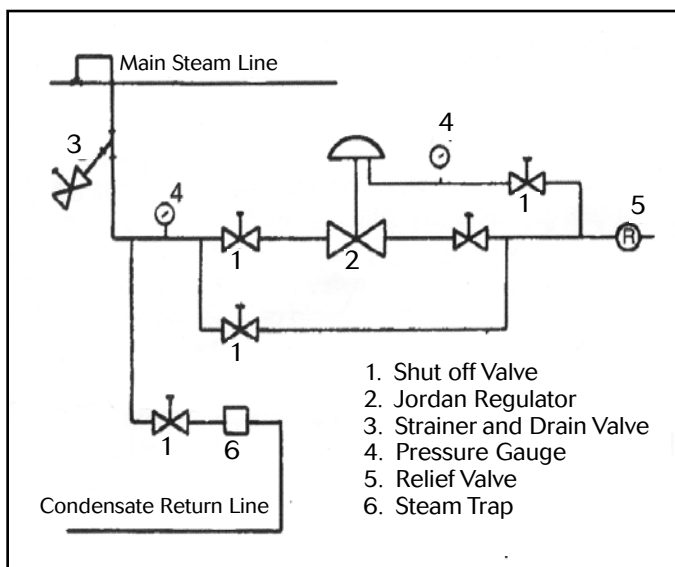 Main Steam Line
3
4
4
1
5
R
1
2
1
1
6
1. Shut off Valve
2. Jordan Regulator
3. Strainer and Drain Valve
4. Pressure Gauge
5. Relief Valve
6. Steam Trap
Condensate Return Line